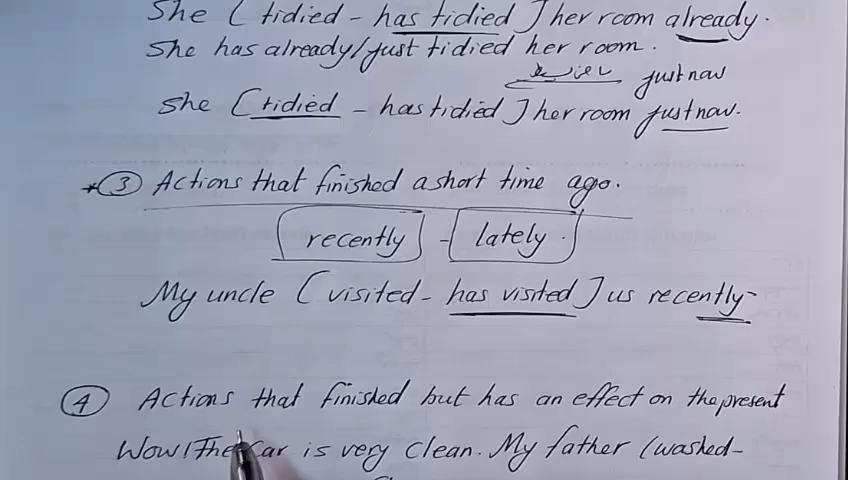 She ( tidied - has tidied ) her room already.
She has already/just tidied her room.
just now
She ( tidied - has tidied ) her room just now.
* 3 Actions that finished a short time ago.
recently - lately.
My uncle ( visited - has visited ) us recently-
4 Actions that finished but has an effect on the present
Wow! The car is very clean. My father (washed-